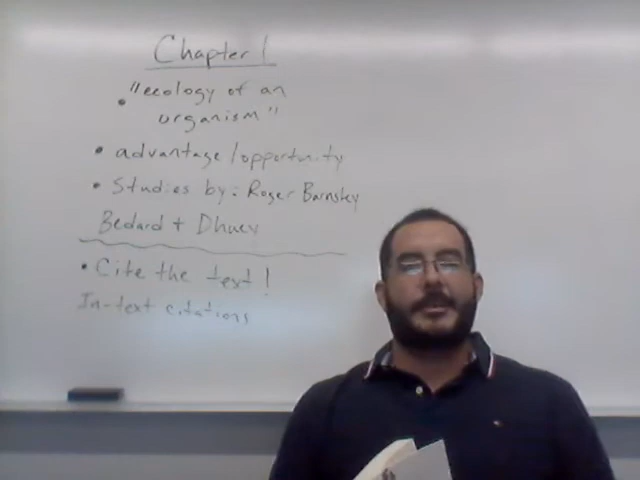 Chapter 1
• "ecology of an
organism"
• advantage/opportunity
• Studies by: Roger Barnsley
Bedard + Dhuey
• Cite the text!
In-text citations